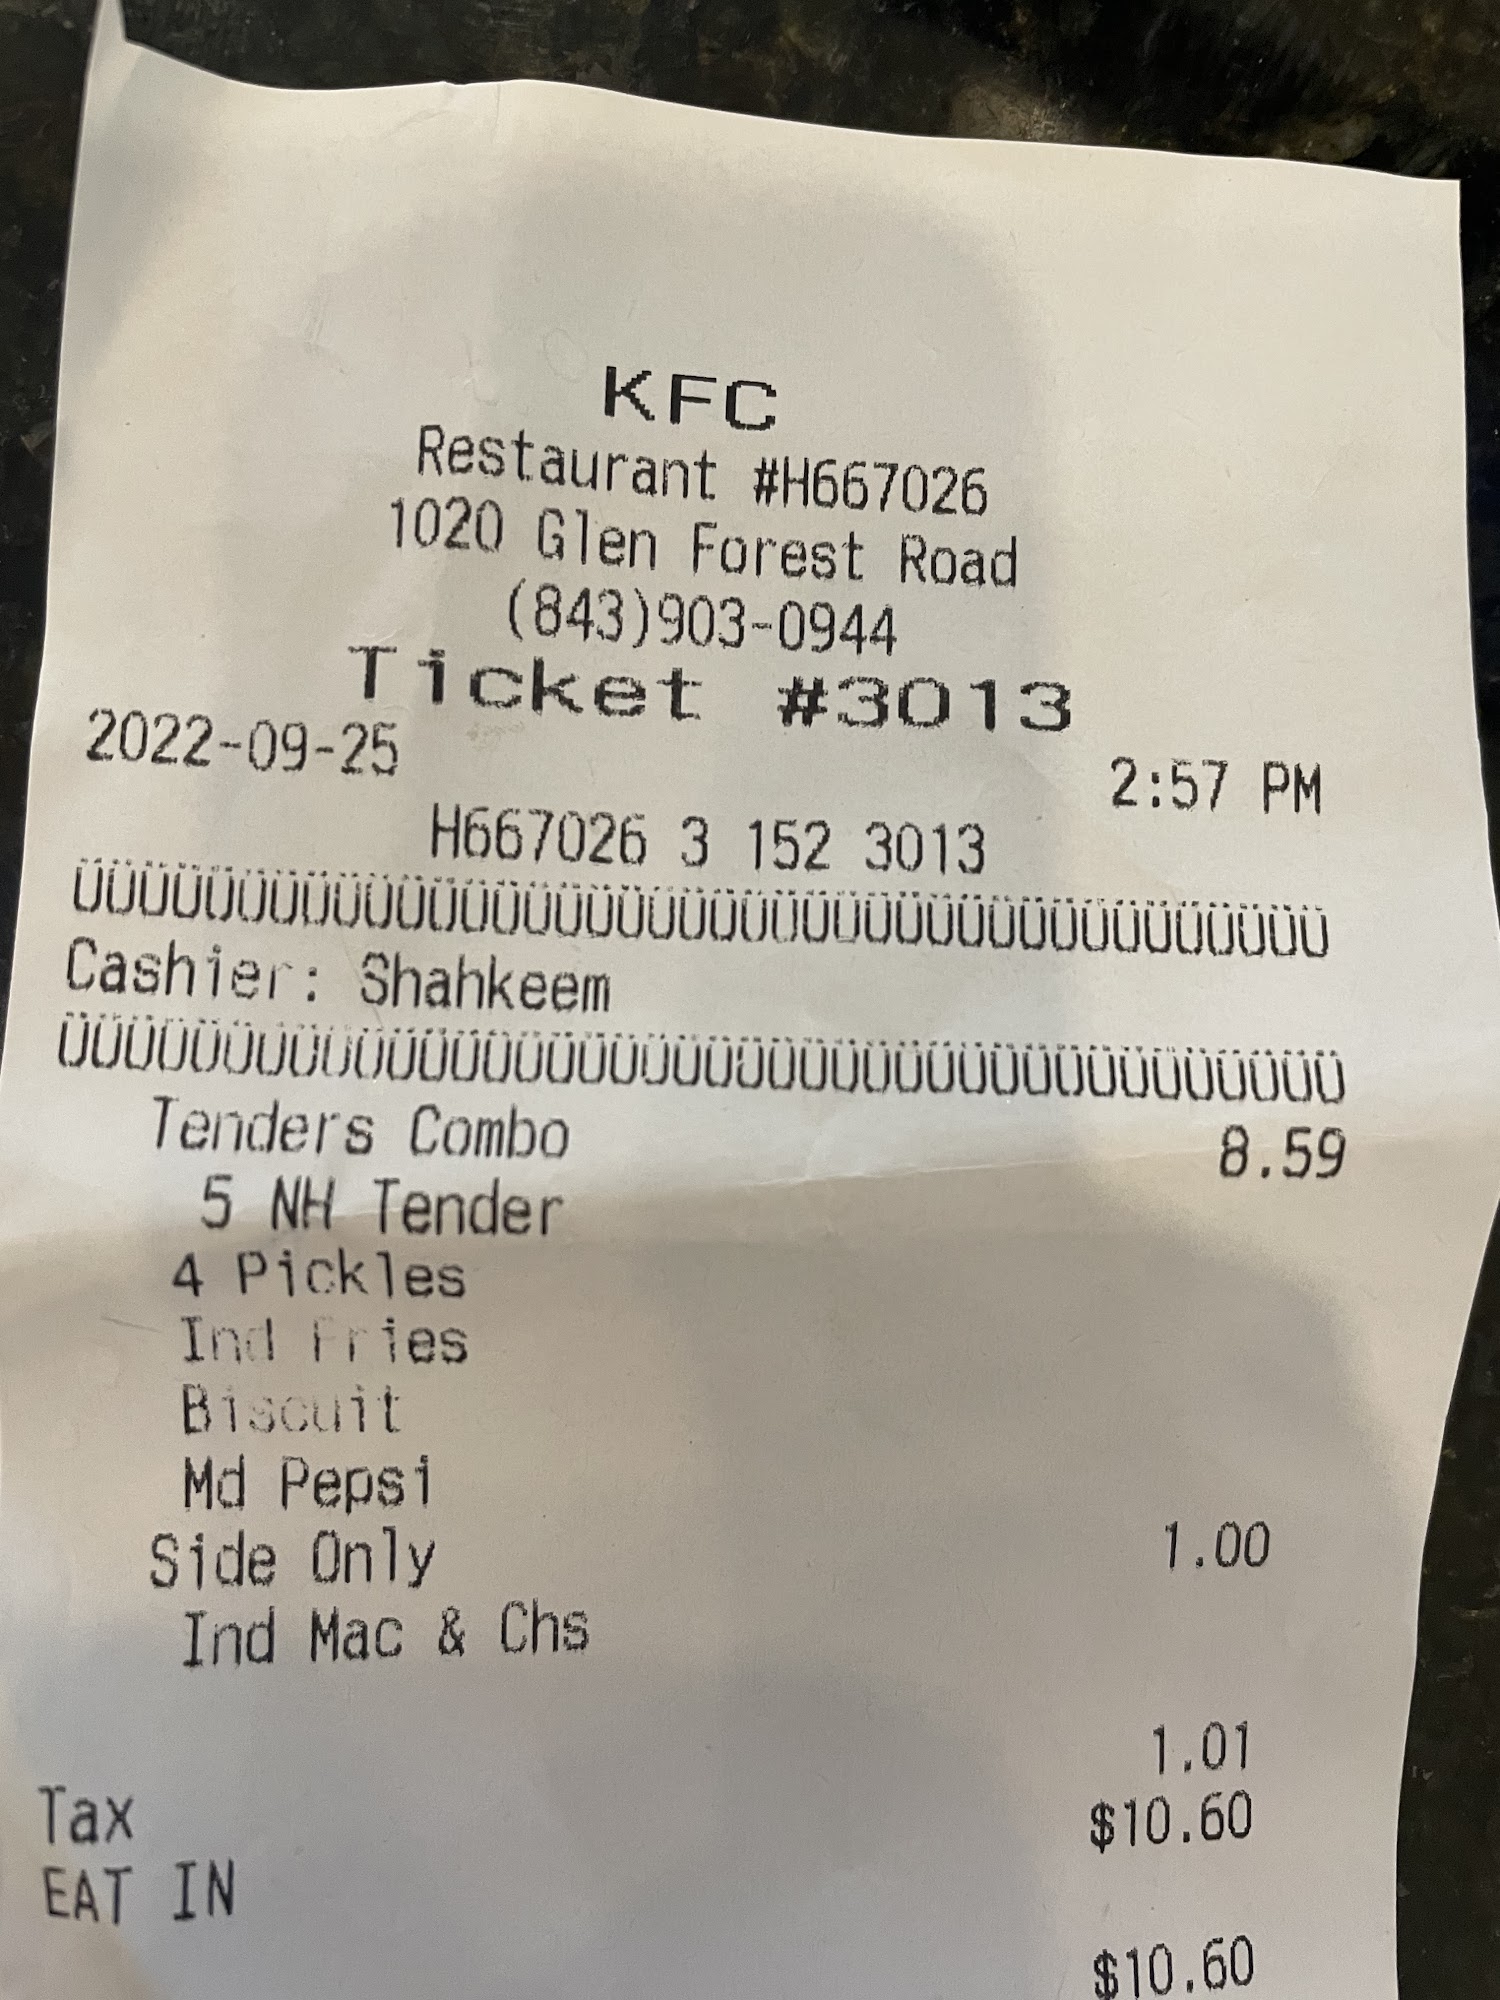 KFC
Restaurant #H667026
1020 Glen Forest Road
(843)903-0944
Ticket #3013
2022-09-25 2:57 PM
H667026 3 152 3013
ÜÜÜÜÜÜÜÜÜÜÜÜÜÜÜÜÜÜÜÜÜÜÜÜÜÜÜÜÜÜÜÜÜÜÜÜÜÜÜÜ
Cashier: Shahkeem
ÜÜÜÜÜÜÜÜÜÜÜÜÜÜÜÜÜÜÜÜÜÜÜÜÜÜÜÜÜÜÜÜÜÜÜÜÜÜÜÜ
Tenders Combo 8.59
5 NH Tender
4 Pickles
Ind Fries
Biscuit
Md Pepsi
Side Only 1.00
Ind Mac & Chs
Tax 1.01
EAT IN $10.60
$10.60